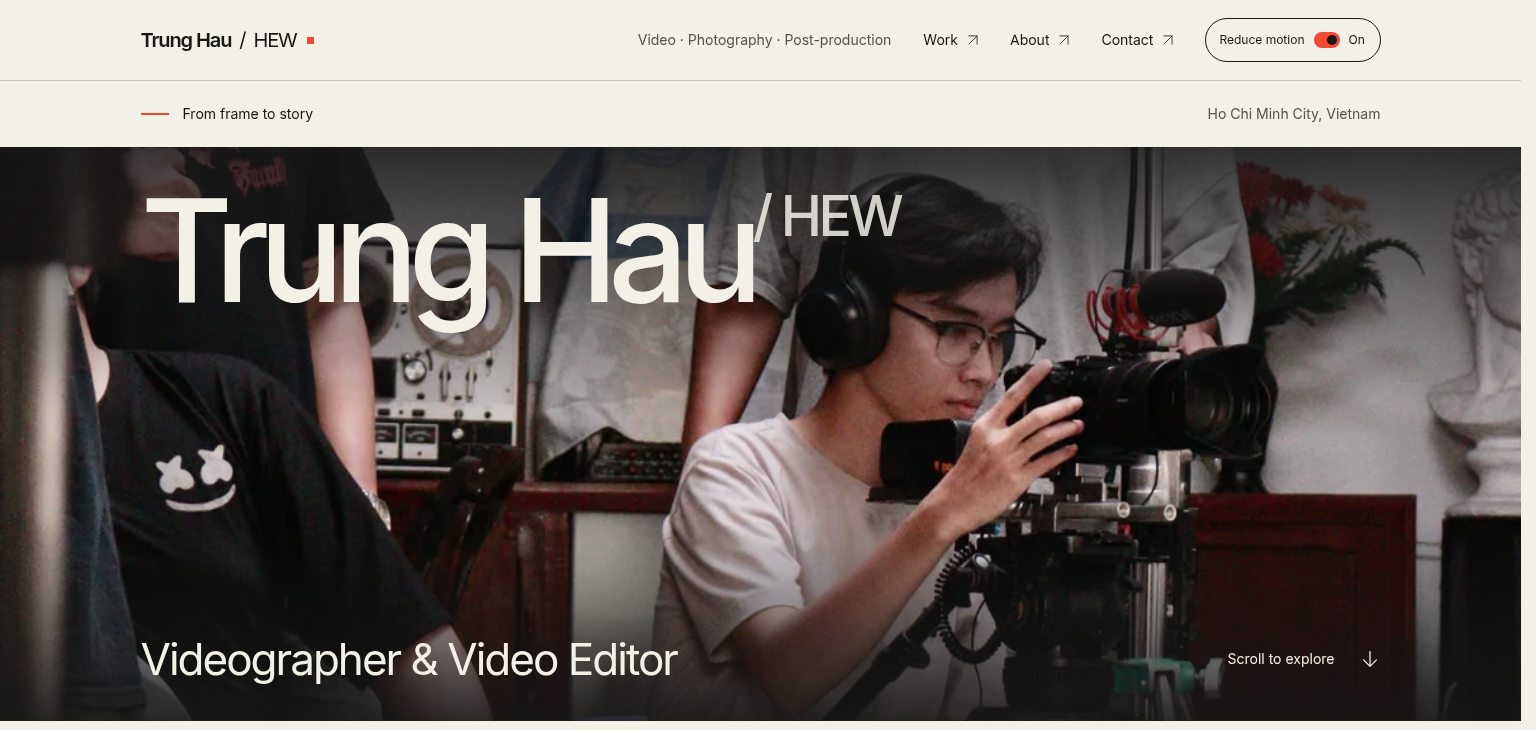 Trung Hau / HEW
Video · Photography · Post-production
Work
About
Contact
Reduce motion On
From frame to story
Ho Chi Minh City, Vietnam
Trung Hau / HEW
Videographer & Video Editor
Scroll to explore